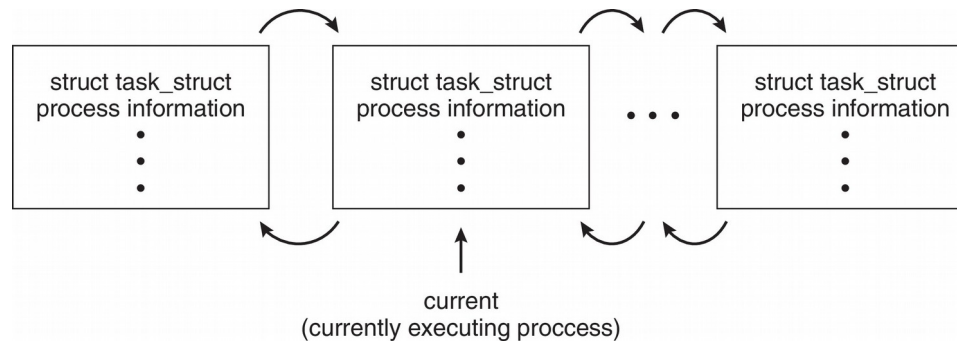 struct task_struct
process information
struct task_struct
process information
struct task_struct
process information
current
(currently executing proccess)